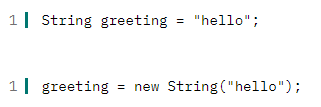 1 String greeting = "hello";
1 greeting = new String("hello");